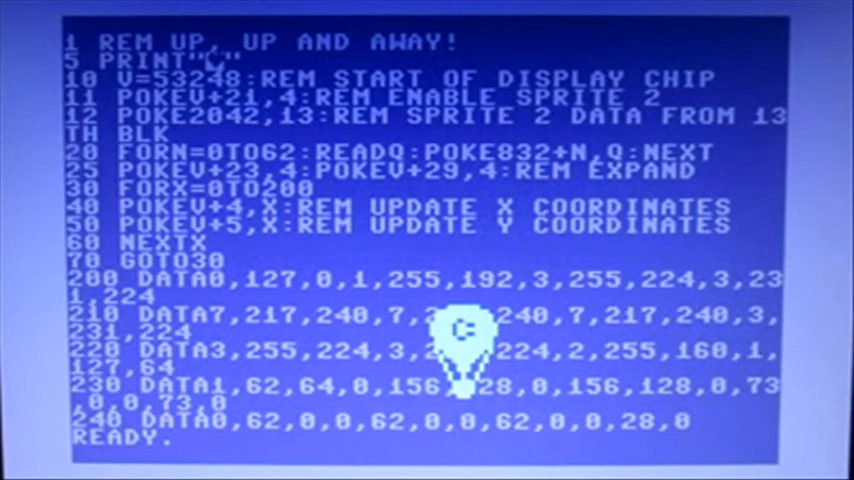 1 REM UP, UP AND AWAY!
5 PRINT" "
10 V=53248:REM START OF DISPLAY CHIP
11 POKEV+21,4:REM ENABLE SPRITE 2
12 POKE2042,13:REM SPRITE 2 DATA FROM 13
TH BLK
20 FORN=0TO62:READQ:POKE832+N,Q:NEXT
25 POKEV+23,4:POKEV+29,4:REM EXPAND
30 FORX=0TO200
40 POKEV+4,X:REM UPDATE X COORDINATES
50 POKEV+5,X:REM UPDATE Y COORDINATES
60 NEXTX
70 GOTO30
200 DATA0,127,0,1,255,192,3,255,224,3,23
1,224
210 DATA7,217,240,7, 240,7,217,240,3,
231,224
220 DATA3,255,224,3, 224,2,255,160,1,
127,64
230 DATA1,62,64,0,156, 28,0,156,128,0,73
,0,0,73,0
240 DATA0,62,0,0,62,0,0,62,0,0,28,0
READY.